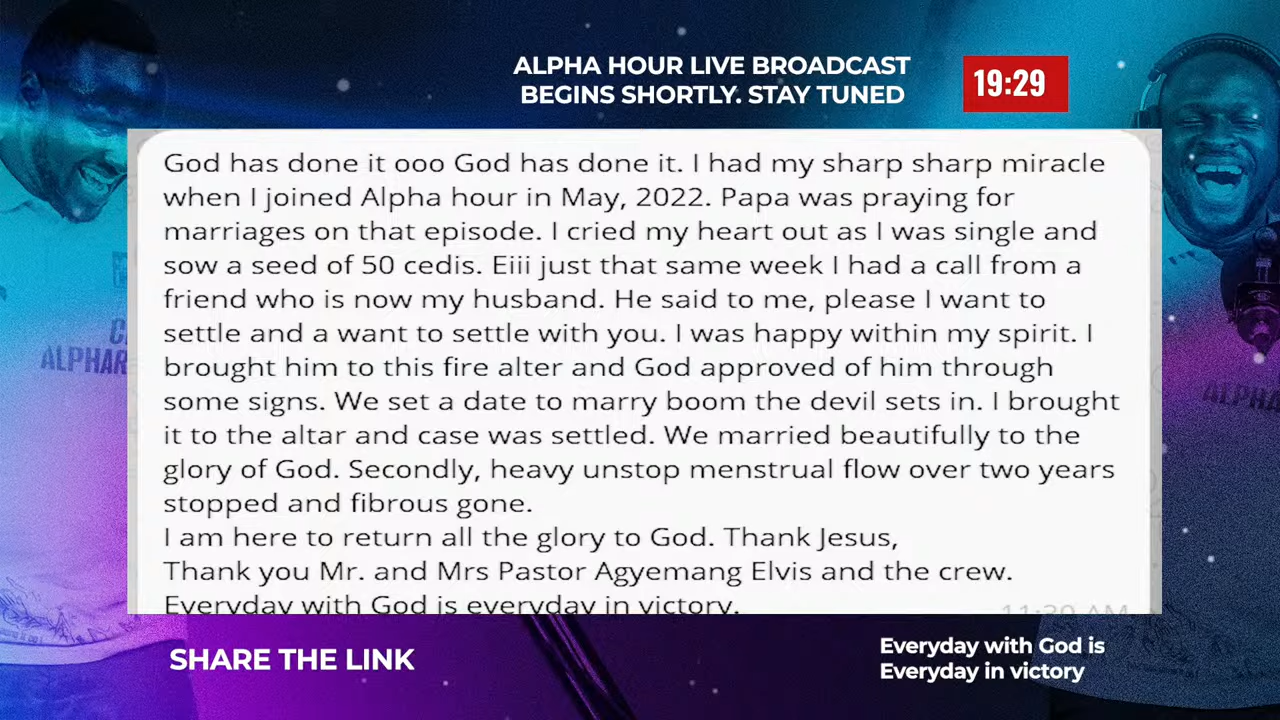 ALPHA HOUR LIVE BROADCAST
BEGINS SHORTLY. STAY TUNED
19:29
God has done it ooo God has done it. I had my sharp sharp miracle
when I joined Alpha hour in May, 2022. Papa was praying for
marriages on that episode. I cried my heart out as I was single and
sow a seed of 50 cedis. Eiii just that same week I had a call from a
friend who is now my husband. He said to me, please I want to
settle and a want to settle with you. I was happy within my spirit. I
brought him to this fire alter and God approved of him through
some signs. We set a date to marry boom the devil sets in. I brought
it to the altar and case was settled. We married beautifully to the
glory of God. Secondly, heavy unstop menstrual flow over two years
stopped and fibrous gone.
I am here to return all the glory to God. Thank Jesus,
Thank you Mr. and Mrs Pastor Agyemang Elvis and the crew.
Everyday with God is everyday in victory.
11:39 AM
SHARE THE LINK
Everyday with God is
Everyday in victory